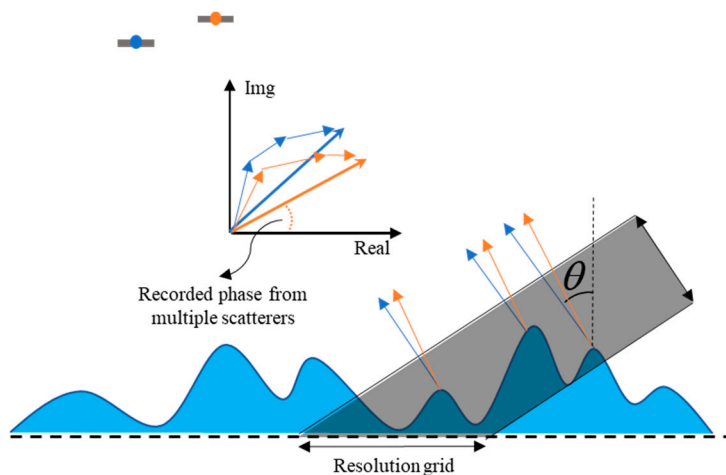 Img
Real
Recorded phase from
multiple scatterers
θ
Resolution grid